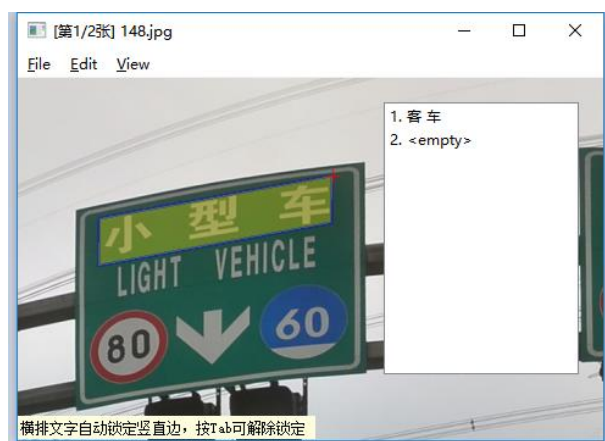 [第1/2张] 148.jpg
File Edit View
1. 客 车
2. <empty>
小 型 车
LIGHT VEHICLE
80
60
横排文字自动锁定竖直边，按Tab可解除锁定